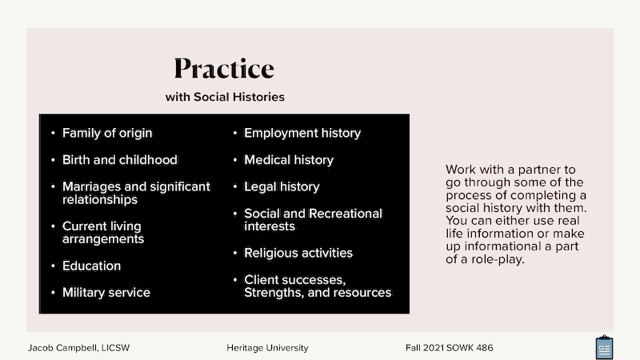 Practice
with Social Histories
• Family of origin
• Birth and childhood
• Marriages and significant
relationships
• Current living
arrangements
• Education
• Military service
• Employment history
• Medical history
• Legal history
• Social and Recreational
interests
• Religious activities
• Client successes,
Strengths, and resources
Work with a partner to
go through some of the
process of completing a
social history with them.
You can either use real
life information or make
up informational a part
of a role-play.
Jacob Campbell, LICSW
Heritage University
Fall 2021 SOWK 486